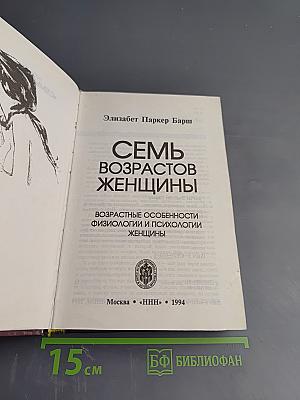 Элизабет Паркер Барш
СЕМЬ
ВОЗРАСТОВ
ЖЕНЩИНЫ
ВОЗРАСТНЫЕ ОСОБЕННОСТИ
ФИЗИОЛОГИИ И ПСИХОЛОГИИ
ЖЕНЩИНЫ
Москва • «ННН» • 1994
15 см
БФ БИБЛИОФАН